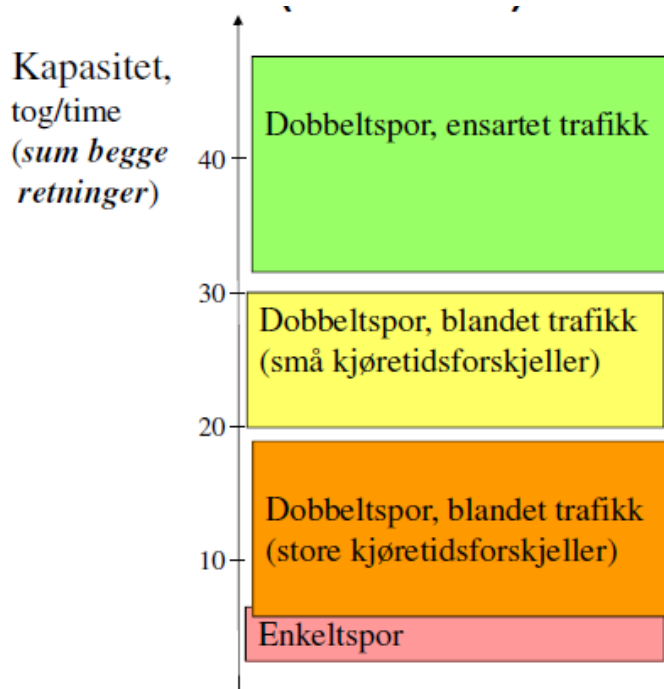 Kapasitet,
tog/time
(sum begge
retninger)
40
30
20
10
Dobbeltspor, ensartet trafikk
Dobbeltspor, blandet trafikk
(små kjøretidsforskjeller)
Dobbeltspor, blandet trafikk
(store kjøretidsforskjeller)
Enkeltspor